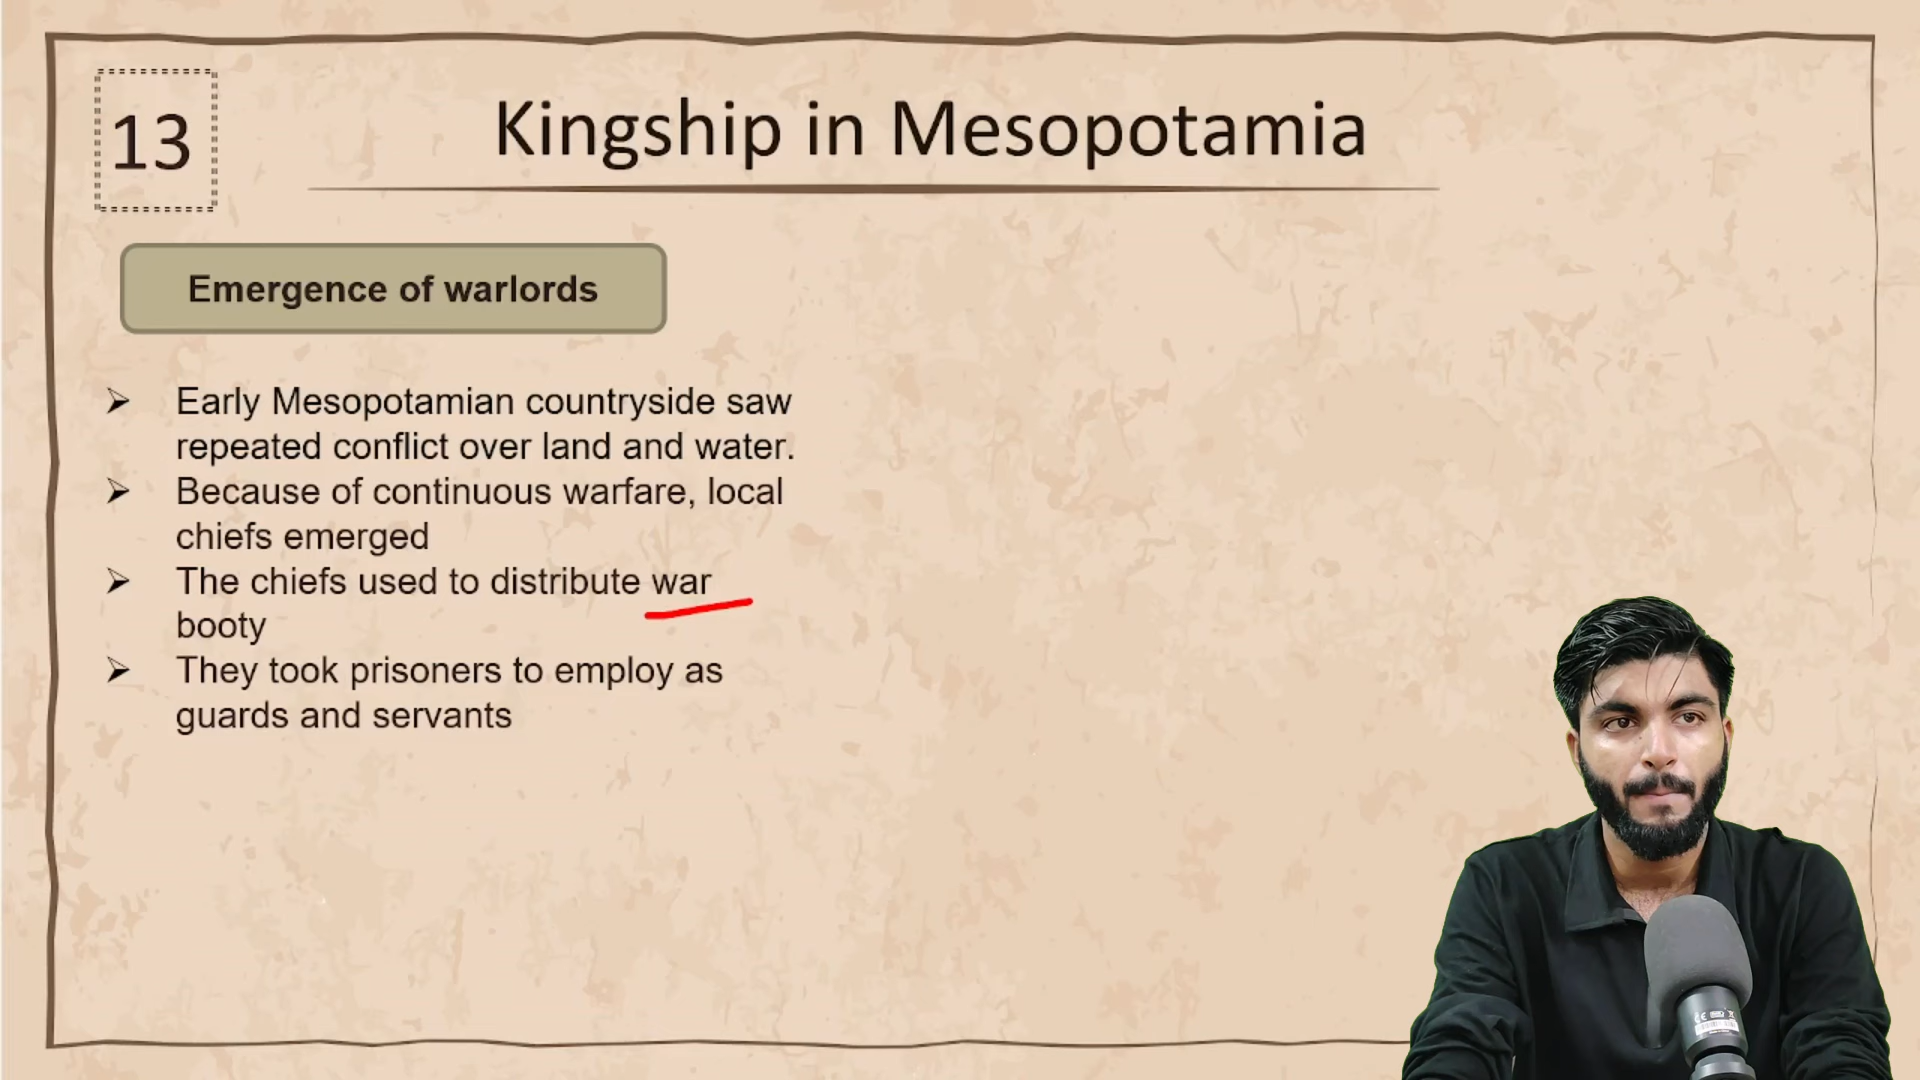 13
Kingship in Mesopotamia
Emergence of warlords
➢ Early Mesopotamian countryside saw
repeated conflict over land and water.
➢ Because of continuous warfare, local
chiefs emerged
➢ The chiefs used to distribute war
booty
➢ They took prisoners to employ as
guards and servants